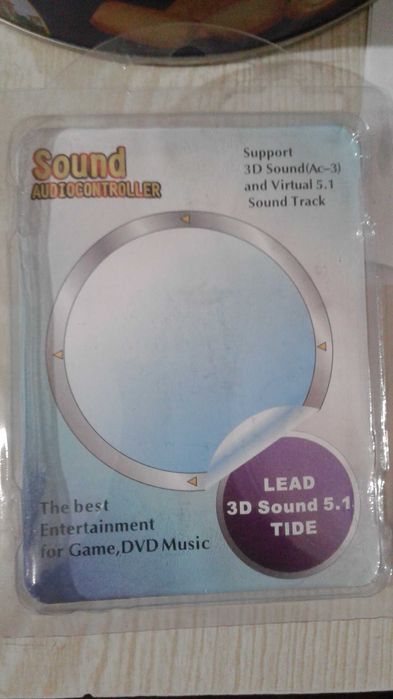 Sound
AUDIOCONTROLLER
Support
3D Sound(Ac-3)
and Virtual 5.1
Sound Track
The best
Entertainment
for Game,DVD Music
LEAD
3D Sound 5.1
TIDE